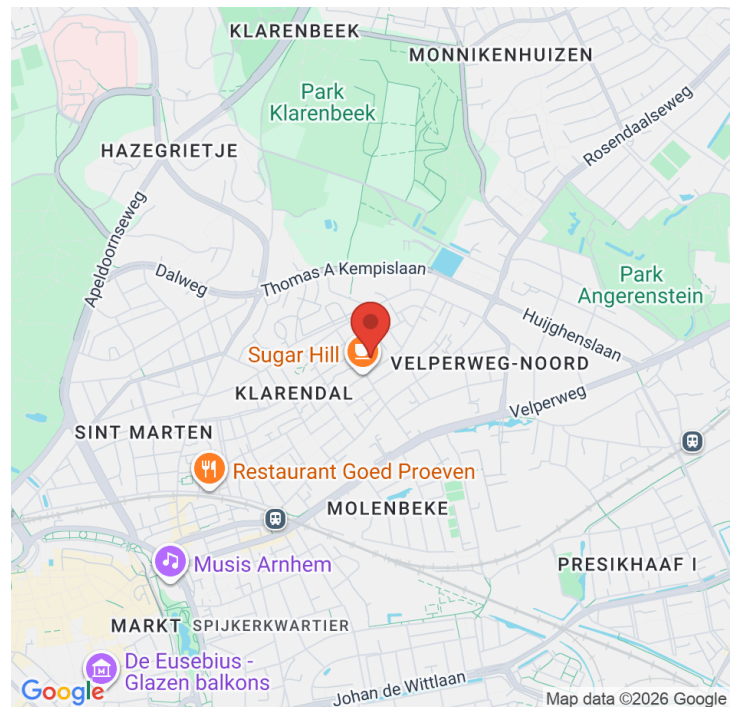 KLARENBEEK
MONNIKENHUIZEN
Park
Klarenbeek
Rosendaalseweg
HAZEGRIETJE
Apeldoornseweg
Dalweg
Thomas A Kempislaan
Park
Angerenstein
Huijghenslaan
Sugar Hill
VELPERWEG-NOORD
KLARENDAL
Velperweg
SINT MARTEN
Restaurant Goed Proeven
MOLENBEKE
Musis Arnhem
PRESIKHAAF I
MARKT
SPIJKERKWARTIER
De Eusebius -
Glazen balkons
Johan de Wittlaan
Google
Map data ©2026 Google